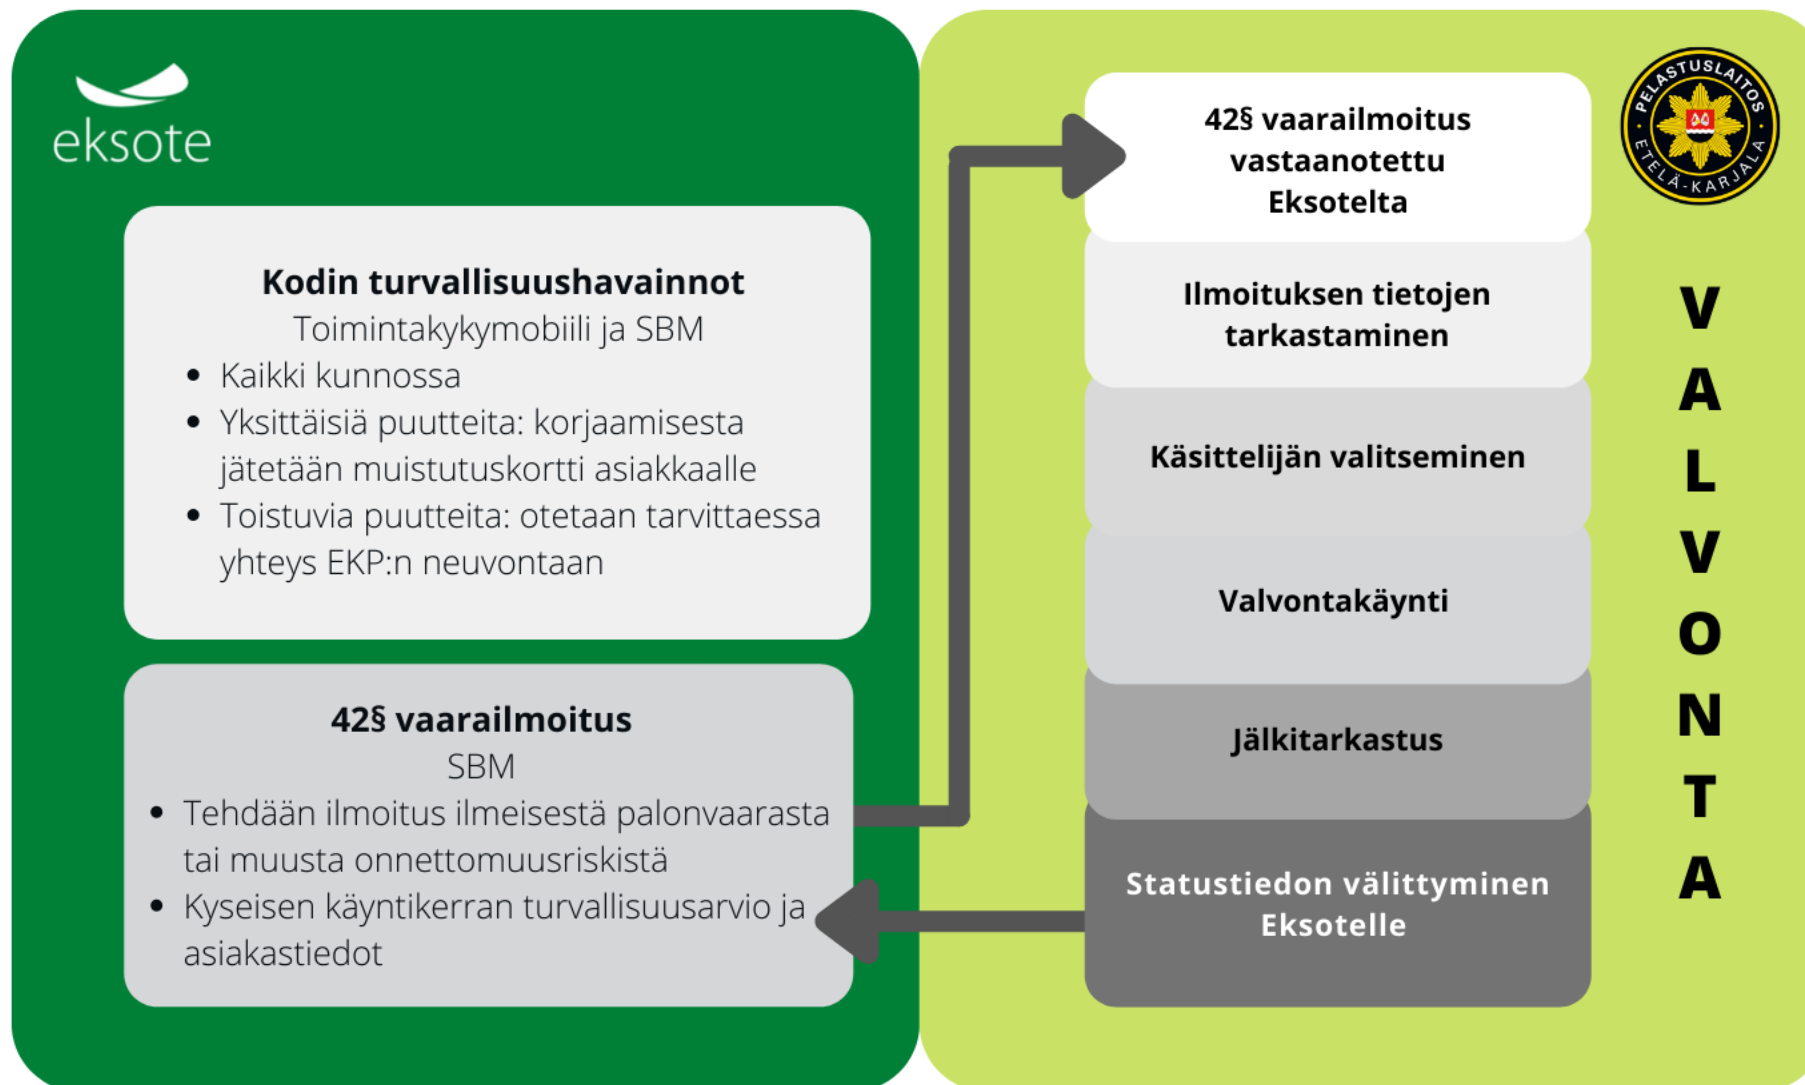 eksote
Kodin turvallisuushavainnot
Toimintakykymobiili ja SBM
• Kaikki kunnossa
• Yksittäisiä puutteita: korjaamisesta
jätetään muistutuskortti asiakkaalle
• Toistuvia puutteita: otetaan tarvittaessa
yhteys EKP:n neuvontaan
42§ vaarailmoitus
SBM
• Tehdään ilmoitus ilmeisestä palonvaarasta
tai muusta onnettomuusriskistä
• Kyseisen käyntikerran turvallisuusarvio ja
asiakastiedot
42§ vaarailmoitus
vastaanotettu
Eksotelta
Ilmoituksen tietojen
tarkastaminen
Käsittelijän valitseminen
Valvontakäynti
Jälkitarkastus
Statustiedon välittyminen
Eksotelle
PELASTUSLAITOS
ETELÄ-KARJALA
VALVONTA